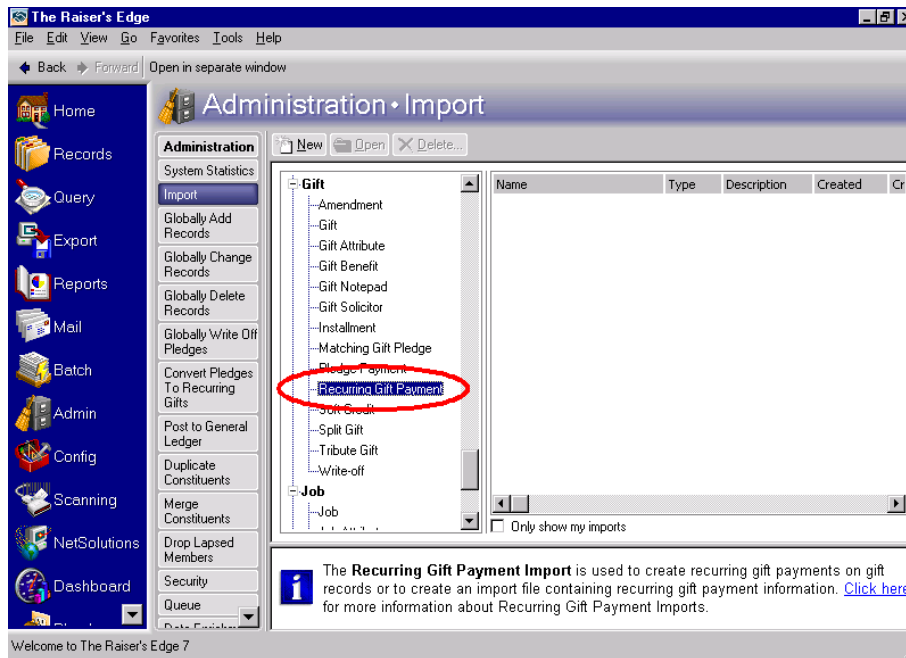 The Raiser's Edge
File Edit View Go Favorites Tools Help
Back Forward Open in separate window
Administration • Import
Home
Records
Query
Export
Reports
Mail
Batch
Admin
Config
Scanning
NetSolutions
Dashboard
Administration
System Statistics
Import
Globally Add
Records
Globally Change
Records
Globally Delete
Records
Globally Write Off
Pledges
Convert Pledges
To Recurring
Gifts
Post to General
Ledger
Duplicate
Constituents
Merge
Constituents
Drop Lapsed
Members
Security
Queue
New Open Delete...
Gift
Amendment
Gift
Gift Attribute
Gift Benefit
Gift Notepad
Gift Solicitor
Installment
Matching Gift Pledge
Pledge Payment
Recurring Gift Payment
Soft Credit
Split Gift
Tribute Gift
Write-off
Job
Job
Name Type Description Created Cr
Only show my imports
The Recurring Gift Payment Import is used to create recurring gift payments on gift
records or to create an import file containing recurring gift payment information. Click here
for more information about Recurring Gift Payment Imports.
Welcome to The Raiser's Edge 7